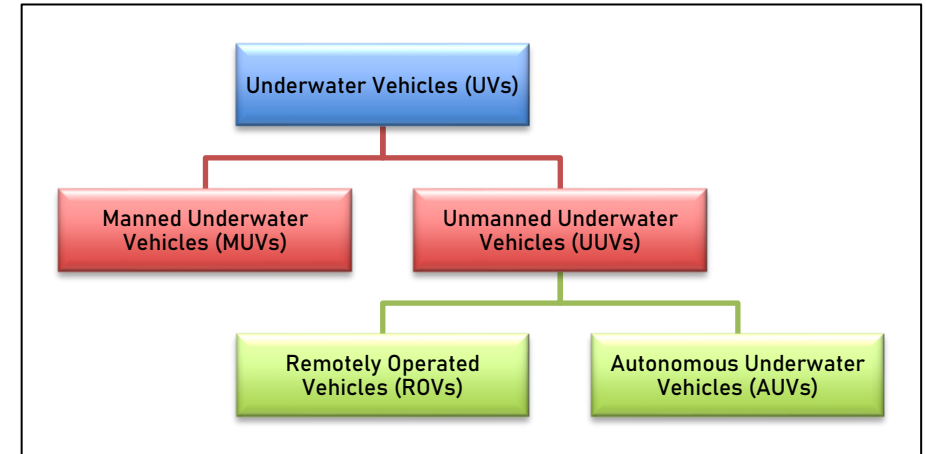 Underwater Vehicles (UVs)
Manned Underwater
Vehicles (MUVs)
Unmanned Underwater
Vehicles (UUVs)
Remotely Operated
Vehicles (ROVs)
Autonomous Underwater
Vehicles (AUVs)